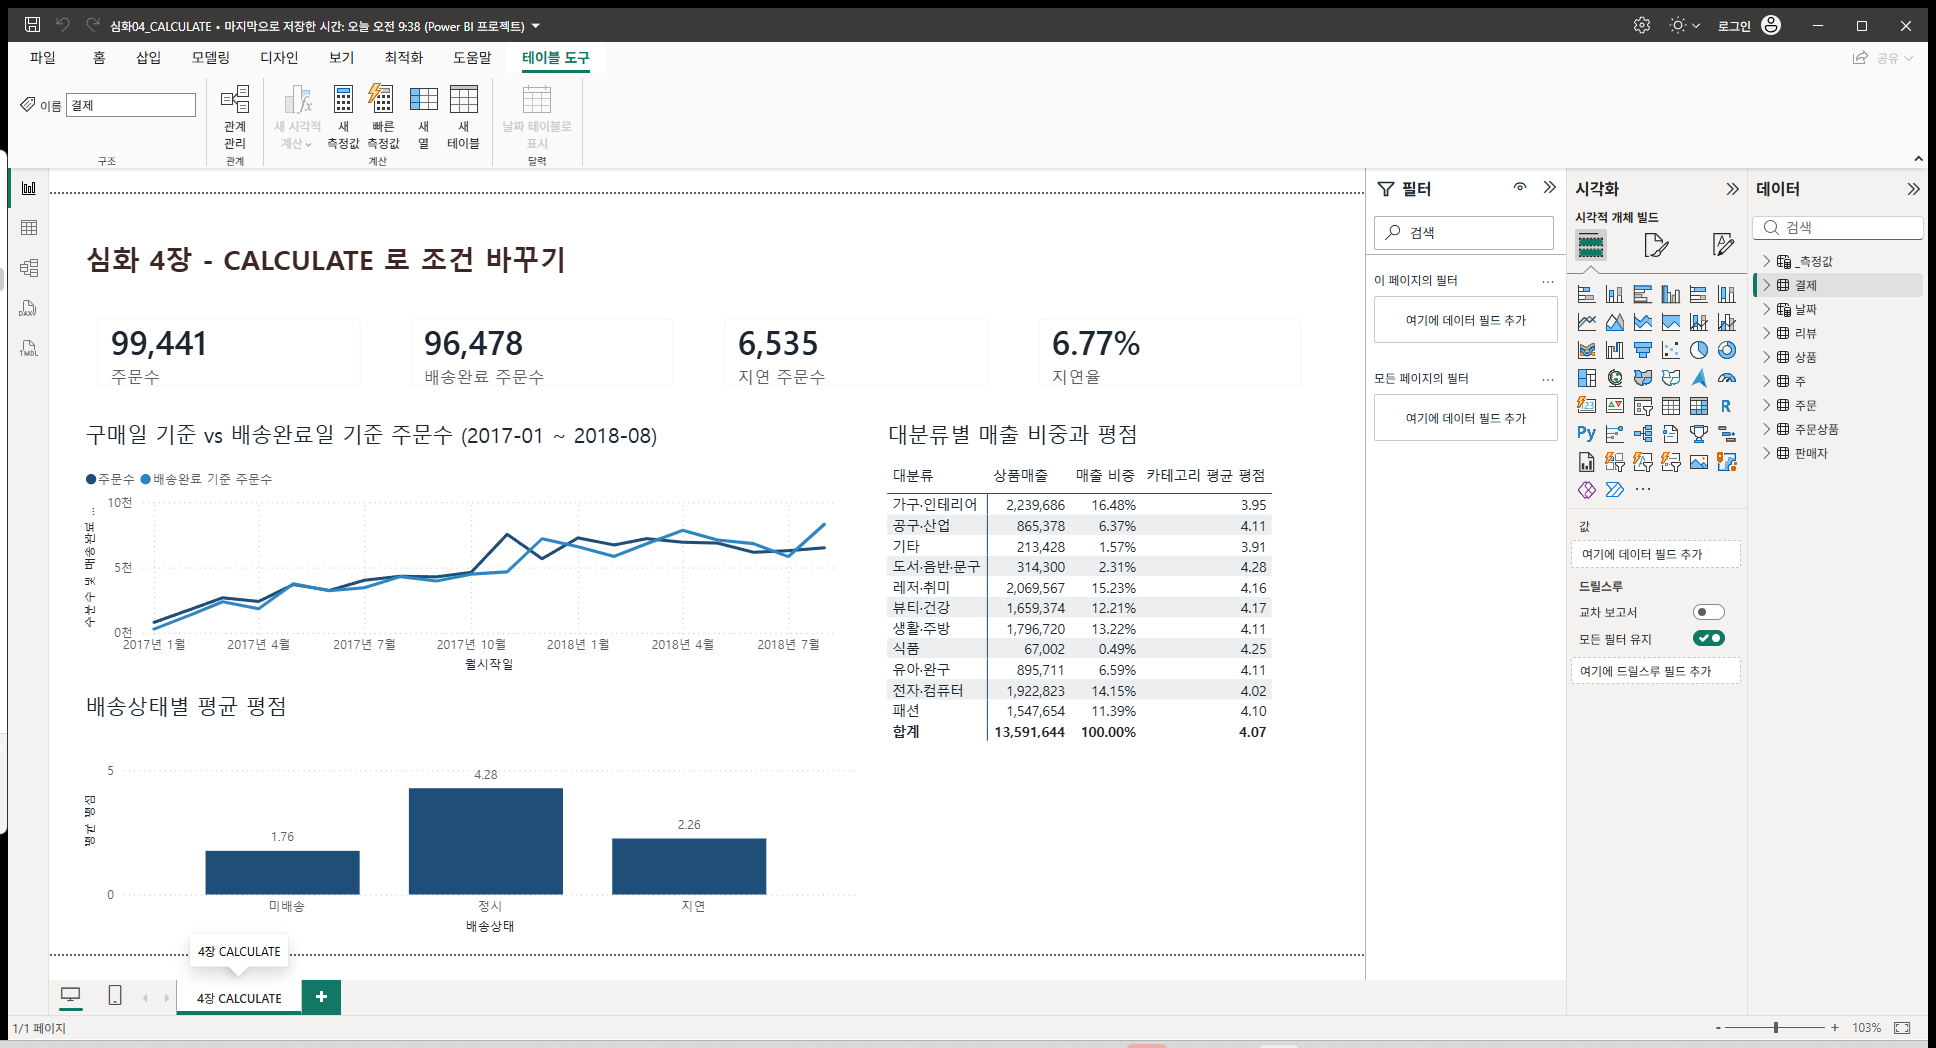 심화04_CALCULATE • 마지막으로 저장한 시간: 오늘 오전 9:38 (Power BI 프로젝트)
로그인
파일 홈 삽입 모델링 디자인 보기 최적화 도움말 테이블 도구
공유
이름 결제
관계 관리
새 시각적 계산
새 측정값
빠른 측정값
새 열
새 테이블
날짜 테이블로 표시
구조 관계 계산 달력
DAX
TMDL
심화 4장 - CALCULATE 로 조건 바꾸기
99,441
주문수
96,478
배송완료 주문수
6,535
지연 주문수
6.77%
지연율
구매일 기준 vs 배송완료일 기준 주문수 (2017-01 ~ 2018-08)
주문수 배송완료 기준 주문수
10천
5천
0천
2017년 1월 2017년 4월 2017년 7월 2017년 10월 2018년 1월 2018년 4월 2018년 7월
월시작일
배송상태별 평균 평점
평균 평점
5
0
1.76
4.28
2.26
미배송 정시 지연
배송상태
대분류별 매출 비중과 평점
대분류 상품매출 매출 비중 카테고리 평균 평점
가구·인테리어 2,239,686 16.48% 3.95
공구·산업 865,378 6.37% 4.11
기타 213,428 1.57% 3.91
도서·음반·문구 314,300 2.31% 4.28
레저·취미 2,069,567 15.23% 4.16
뷰티·건강 1,659,374 12.21% 4.17
생활·주방 1,796,720 13.22% 4.11
식품 67,002 0.49% 4.25
유아·완구 895,711 6.59% 4.11
전자·컴퓨터 1,922,823 14.15% 4.02
패션 1,547,654 11.39% 4.10
합계 13,591,644 100.00% 4.07
4장 CALCULATE
4장 CALCULATE
1/1 페이지
103%
필터
검색
이 페이지의 필터
여기에 데이터 필드 추가
모든 페이지의 필터
여기에 데이터 필드 추가
시각화
시각적 개체 빌드
123
R
Py
값
여기에 데이터 필드 추가
드릴스루
교차 보고서
모든 필터 유지
여기에 드릴스루 필드 추가
데이터
검색
_측정값
결제
날짜
리뷰
상품
주
주문
주문상품
판매자